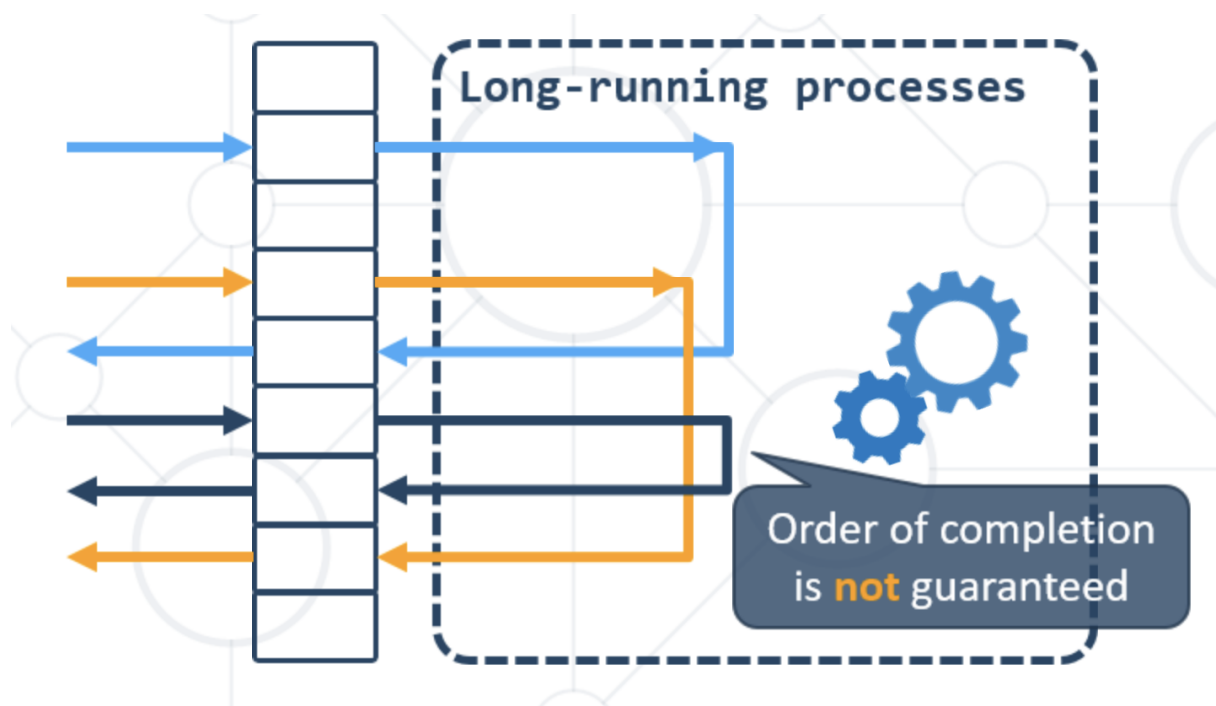 Long-running processes
Order of completion
is not guaranteed